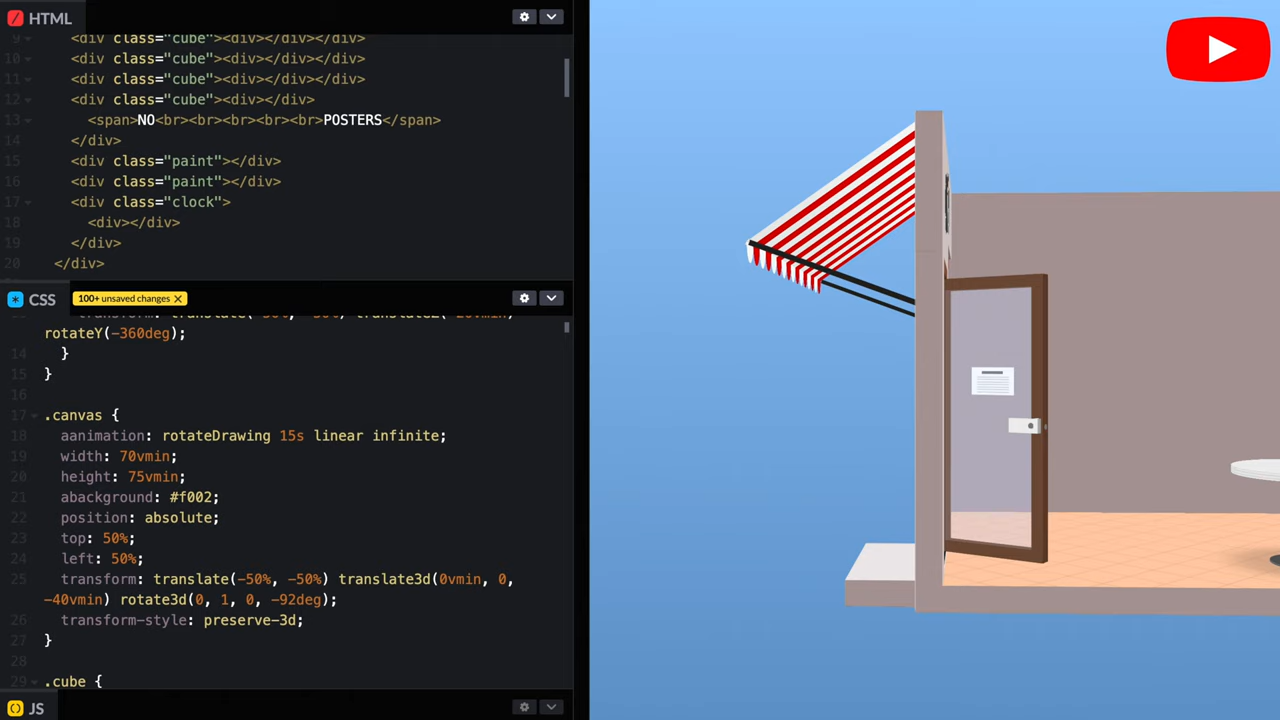 HTML
9 <div class="cube"><div></div></div>
10 <div class="cube"><div></div></div>
11 <div class="cube"><div></div></div>
12 <div class="cube"><div></div>
13 <span>NO<br><br><br><br><br>POSTERS</span>
14 </div>
15 <div class="paint"></div>
16 <div class="paint"></div>
17 <div class="clock">
18 <div></div>
19 </div>
20 </div>
CSS 100+ unsaved changes X
rotateY(-360deg);
14 }
15 }
16
17 .canvas {
18 aanimation: rotateDrawing 15s linear infinite;
19 width: 70vmin;
20 height: 75vmin;
21 abackground: #f002;
22 position: absolute;
23 top: 50%;
24 left: 50%;
25 transform: translate(-50%, -50%) translate3d(0vmin, 0,
-40vmin) rotate3d(0, 1, 0, -92deg);
26 transform-style: preserve-3d;
27 }
28
29 .cube {
JS